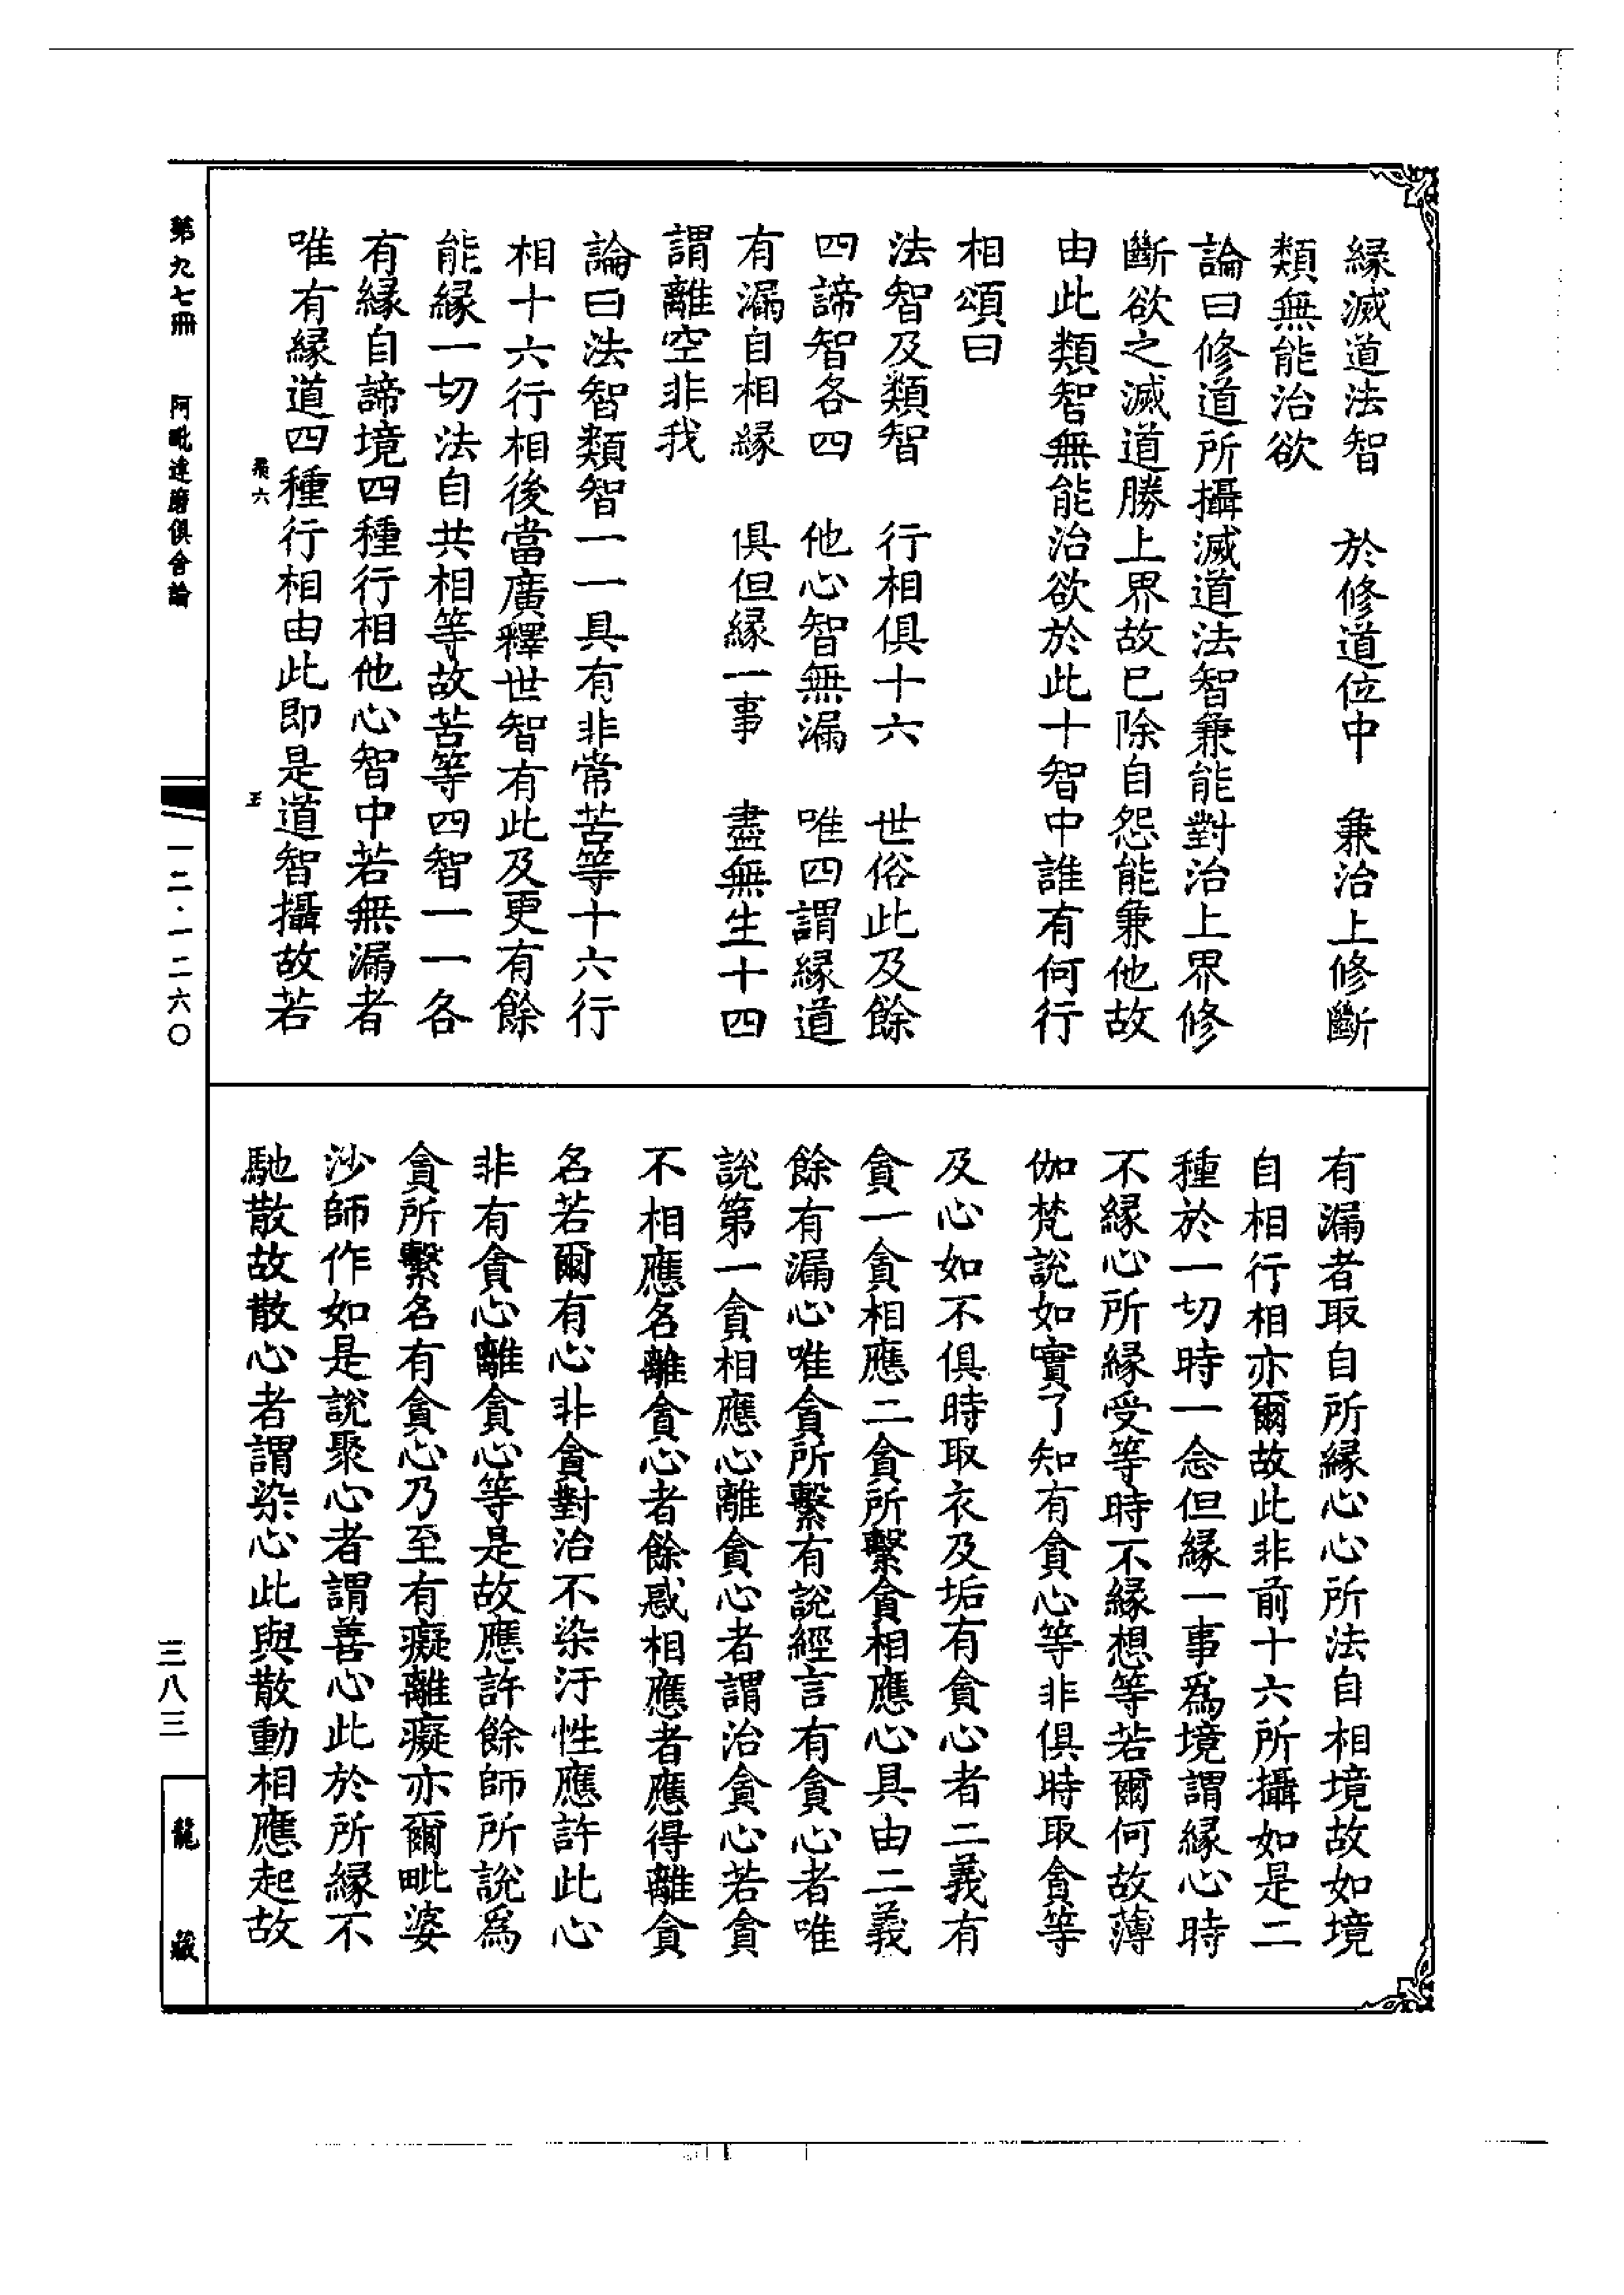 緣滅道法智　於修道位中　兼治上修斷
類無能治欲
論曰修道所攝滅道法智兼能對治上界修
斷欲之滅道勝上界故已除自怨能兼他故
由此類智無能治欲於此十智中誰有何行
相頌曰
法智及類智　行相俱十六　世俗此及餘
四諦智各四　他心智無漏　唯四謂緣道
有漏自相緣　俱但緣一事　盡無生十四
謂離空非我
論曰法智類智一一具有非常苦等十六行
相十六行相後當廣釋世智有此及更有餘
能緣一切法自共相等故苦等四智一一各
有緣自諦境四種行相他心智中若無漏者
唯有緣道四種行相由此即是道智攝故若
有漏者取自所緣心心所法自相境故如境
自相行相亦爾故此非前十六所攝如是二
種於一切時一念但緣一事爲境謂緣心時
不緣心所緣受等時不緣想等若爾何故薄
伽梵說如實了知有貪心等非俱時取貪等
及心如不俱時取衣及垢有貪心者二義有
貪一貪相應二貪所繫貪相應心具由二義
餘有漏心唯貪所繫有說經言有貪心者唯
說第一貪相應心離貪心者謂治貪心若貪
不相應名離貪心者餘惑相應者應得離貪
名若爾有心非貪對治不染汙性應許此心
非有貪心離貪心等是故應許餘師所說爲
貪所繫名有貪心乃至有癡離癡亦爾毗婆
沙師作如是說聚心者謂善心此於所緣不
馳散故散心者謂染心此與散動相應起故
第九七冊　阿毗達磨俱舍論
六
五
一二·一二六〇
三八三
龍藏